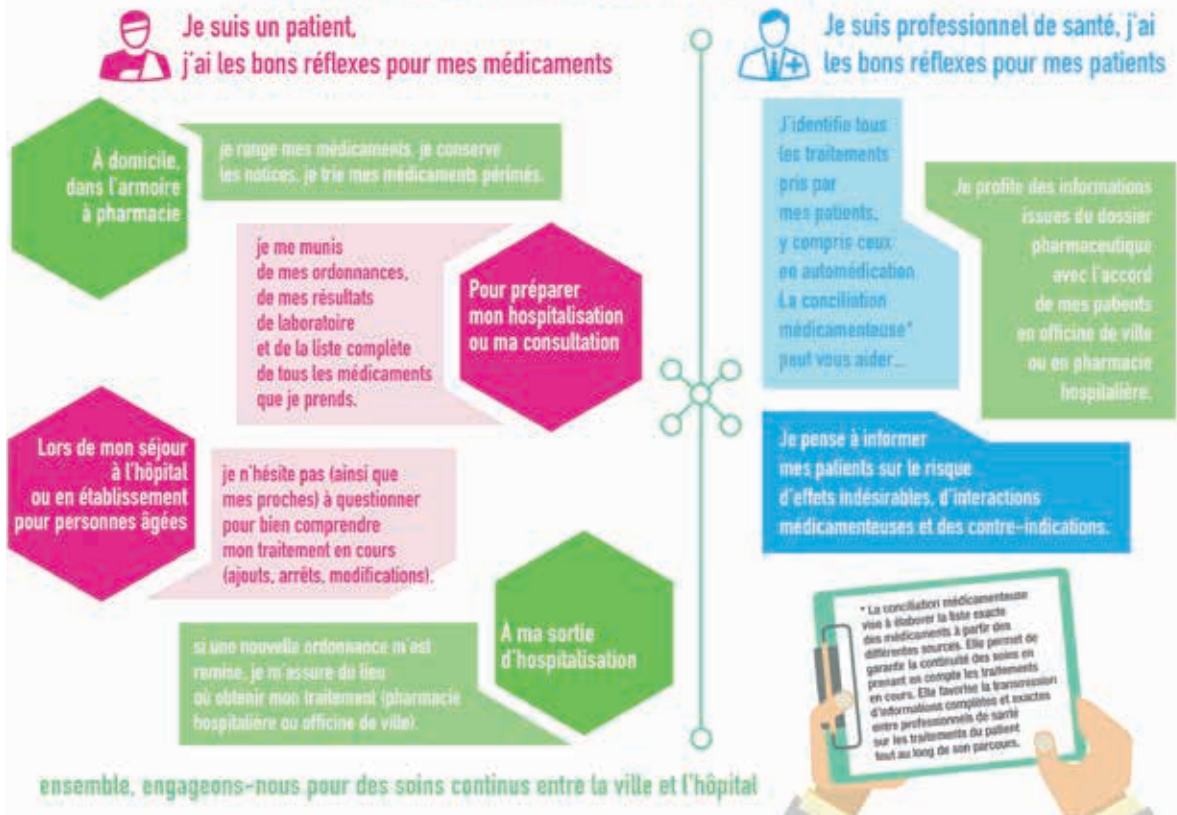 Je suis un patient,
j'ai les bons réflexes pour mes médicaments
À domicile,
dans l'armoire
à pharmacie
je range mes médicaments, je conserve
les notices, je trie mes médicaments périmés.
je me munis
de mes ordonnances,
de mes résultats
de laboratoire
et de la liste complète
de tous les médicaments
que je prends.
Pour préparer
mon hospitalisation
ou ma consultation
Lors de mon séjour
à l'hôpital
ou en établissement
pour personnes âgées
je n'hésite pas (ainsi que
mes proches) à questionner
pour bien comprendre
mon traitement en cours
(ajouts, arrêts, modifications).
si une nouvelle ordonnance m'est
remise, je m'assure du lieu
où obtenir mon traitement (pharmacie
hospitalière ou officine de ville).
À ma sortie
d'hospitalisation
Je suis professionnel de santé, j'ai
les bons réflexes pour mes patients
J'identifie tous
les traitements
pris par
mes patients,
y compris ceux
en automédication
La conciliation
médicamenteuse*
peut vous aider...
Je profite des informations
issues du dossier
pharmaceutique
avec l'accord
de mes patients
en officine de ville
ou en pharmacie
hospitalière.
Je pense à informer
mes patients sur le risque
d'effets indésirables, d'interactions
médicamenteuses et des contre-indications.
* La conciliation médicamenteuse
vise à élaborer la liste exacte
des médicaments à partir des
différentes sources. Elle permet de
garantie la continuité des soins en
prenant en compte les traitements
en cours. Elle favorise la transmission
d'informations complètes et exactes
entre professionnels de santé
sur les traitements du patient
tout au long de son parcours.
ensemble, engageons-nous pour des soins continus entre la ville et l'hôpital